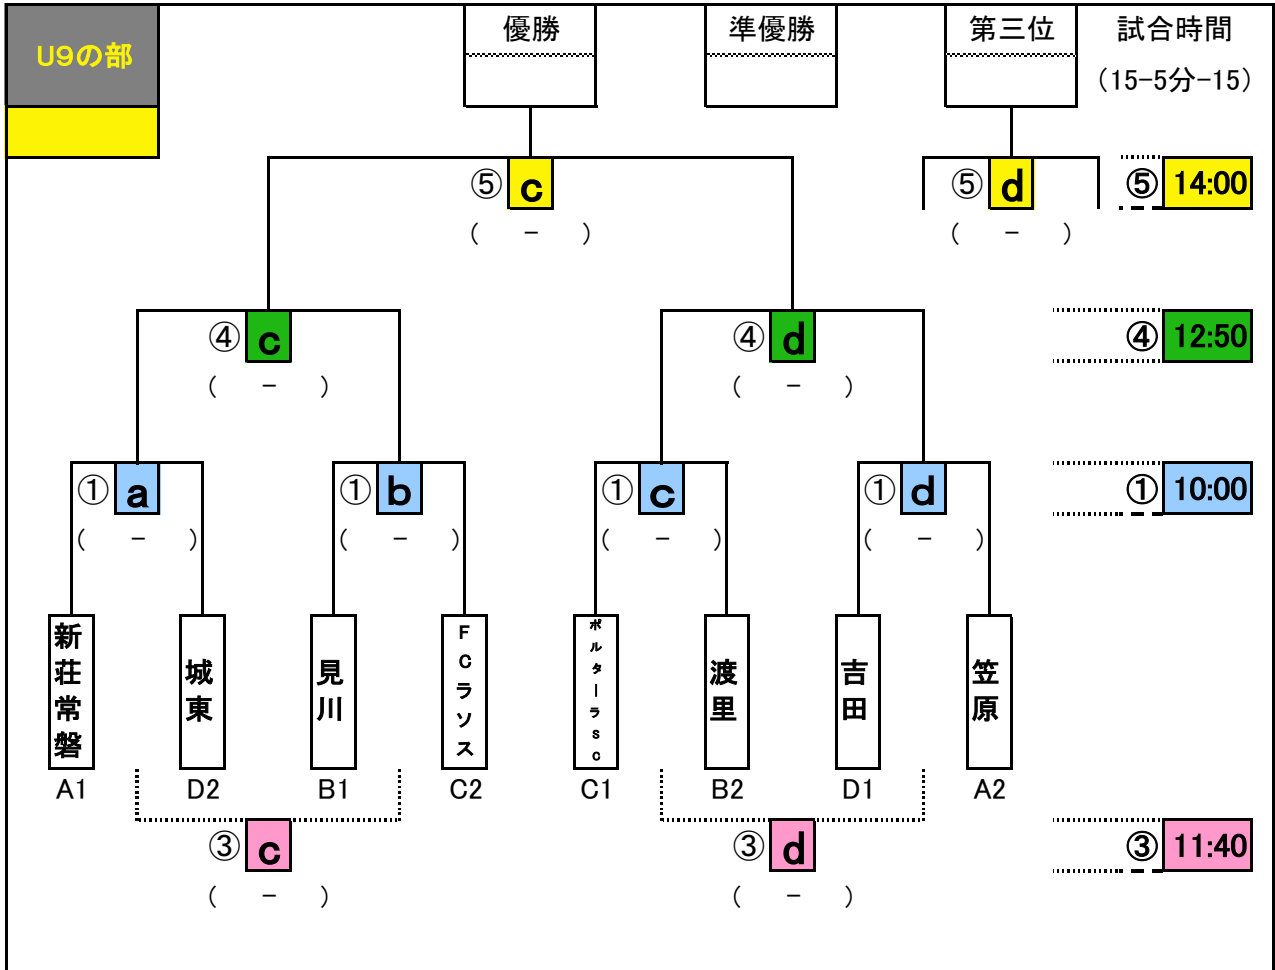 U9の部
優勝
準優勝
第三位
試合時間
（15-5分-15）
⑤ c
( - )
⑤ d
( - )
⑤ 14:00
④ c
( - )
④ d
( - )
④ 12:50
① a
( - )
① b
( - )
① c
( - )
① d
( - )
① 10:00
新荘常磐
城東
見川
FCラソス
ポルターラSC
渡里
吉田
笠原
A1
D2
B1
C2
C1
B2
D1
A2
③ c
( - )
③ d
( - )
③ 11:40